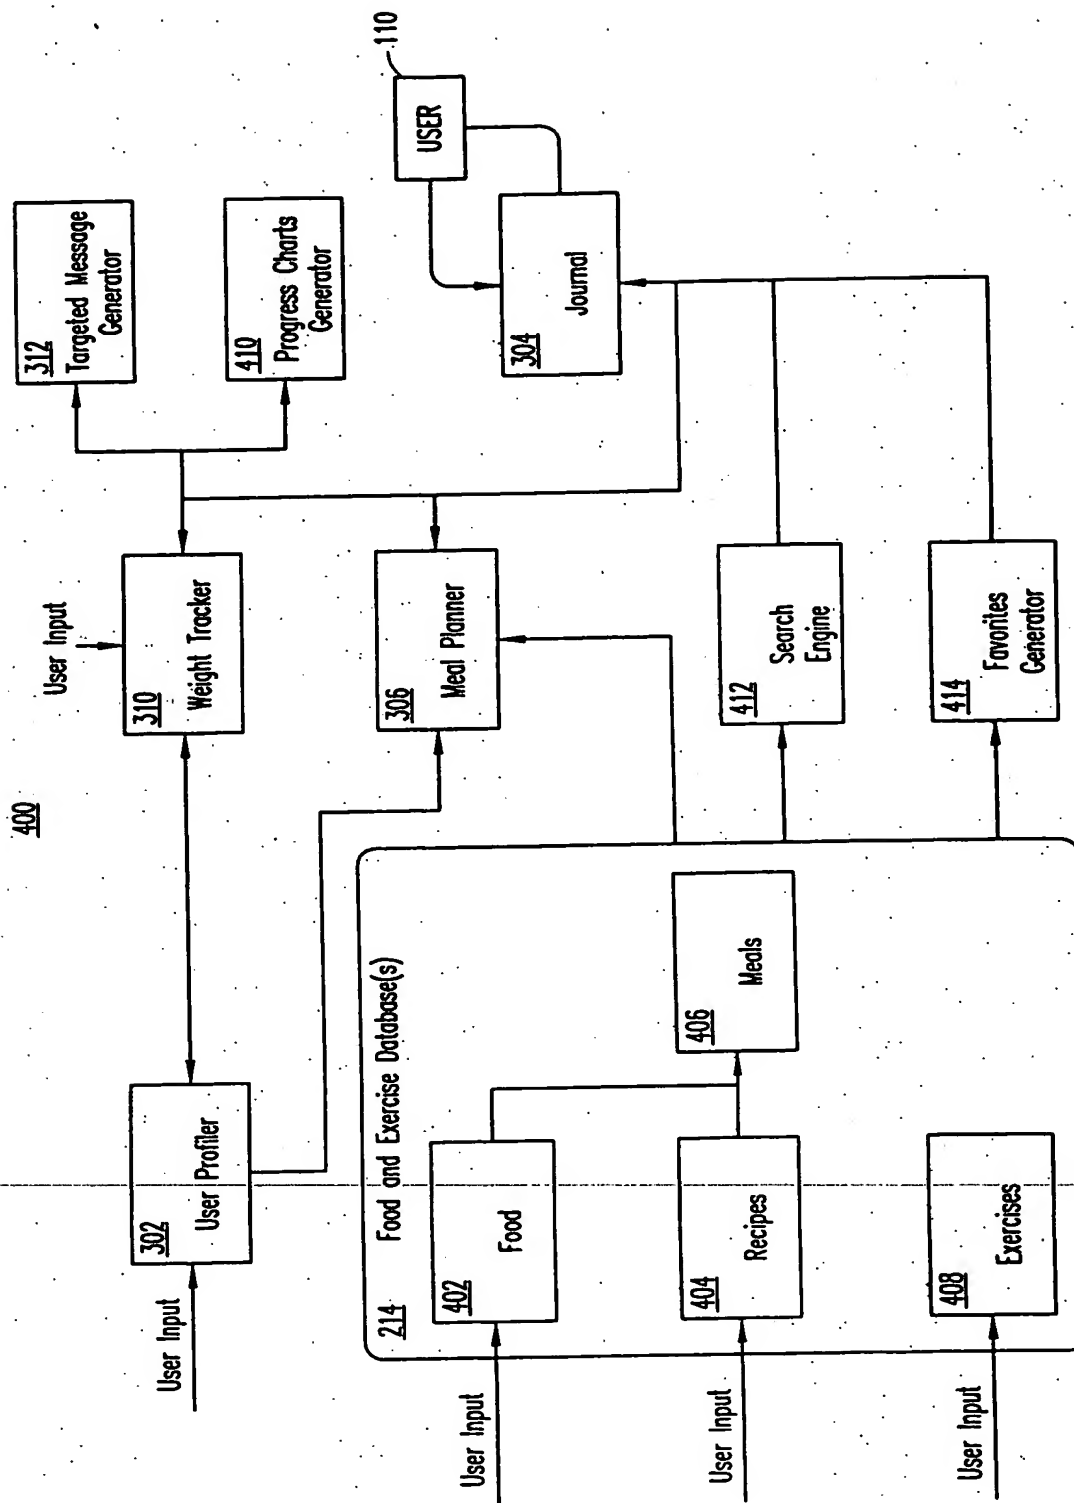 400
User Input
302
User Profiler
User Input
310
Weight Tracker
312
Targeted Message
Generator
410
Progress Charts
Generator
214
Food and Exercise Database(s)
User Input
402
Food
306
Meal Planner
304
Journal
USER
110
User Input
404
Recipes
406
Meals
412
Search
Engine
User Input
408
Exercises
414
Favorites
Generator